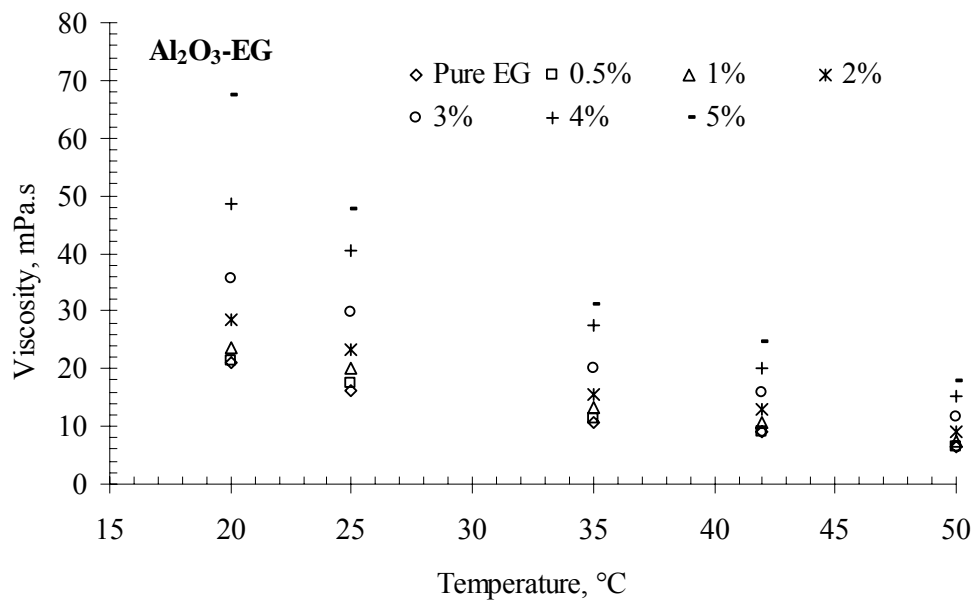 80
Al₂O₃-EG
Pure EG 0.5% 1% 2%
3% 4% 5%
70
60
50
40
30
20
10
0
Viscosity, mPa.s
15 20 25 30 35 40 45 50
Temperature, °C